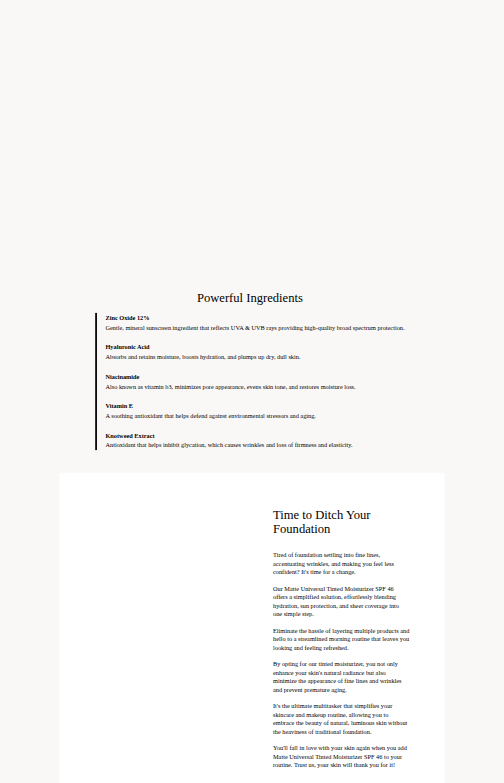 Powerful Ingredients
Zinc Oxide 12%
Gentle, mineral sunscreen ingredient that reflects UVA & UVB rays providing high-quality broad spectrum protection.
Hyaluronic Acid
Absorbs and retains moisture, boosts hydration, and plumps up dry, dull skin.
Niacinamide
Also known as vitamin b3, minimizes pore appearance, evens skin tone, and restores moisture loss.
Vitamin E
A soothing antioxidant that helps defend against environmental stressors and aging.
Knotweed Extract
Antioxidant that helps inhibit glycation, which causes wrinkles and loss of firmness and elasticity.
Time to Ditch Your
Foundation
Tired of foundation settling into fine lines,
accentuating wrinkles, and making you feel less
confident? It's time for a change.
Our Matte Universal Tinted Moisturizer SPF 46
offers a simplified solution, effortlessly blending
hydration, sun protection, and sheer coverage into
one simple step.
Eliminate the hassle of layering multiple products and
hello to a streamlined morning routine that leaves you
looking and feeling refreshed.
By opting for our tinted moisturizer, you not only
enhance your skin's natural radiance but also
minimize the appearance of fine lines and wrinkles
and prevent premature aging.
It's the ultimate multitasker that simplifies your
skincare and makeup routine, allowing you to
embrace the beauty of natural, luminous skin without
the heaviness of traditional foundation.
You'll fall in love with your skin again when you add
Matte Universal Tinted Moisturizer SPF 46 to your
routine. Trust us, your skin will thank you for it!